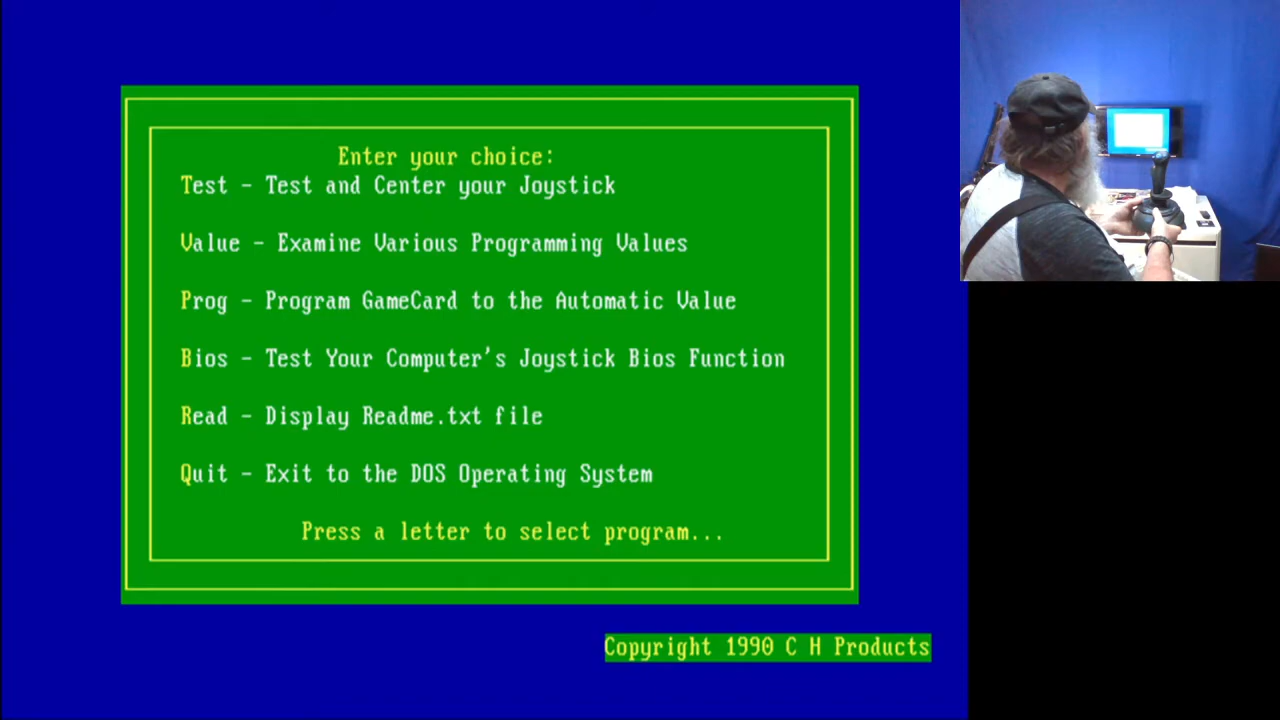 Enter your choice:
Test - Test and Center your Joystick
Value - Examine Various Programming Values
Prog - Program GameCard to the Automatic Value
Bios - Test Your Computer's Joystick Bios Function
Read - Display Readme.txt file
Quit - Exit to the DOS Operating System
Press a letter to select program...
Copyright 1990 C H Products